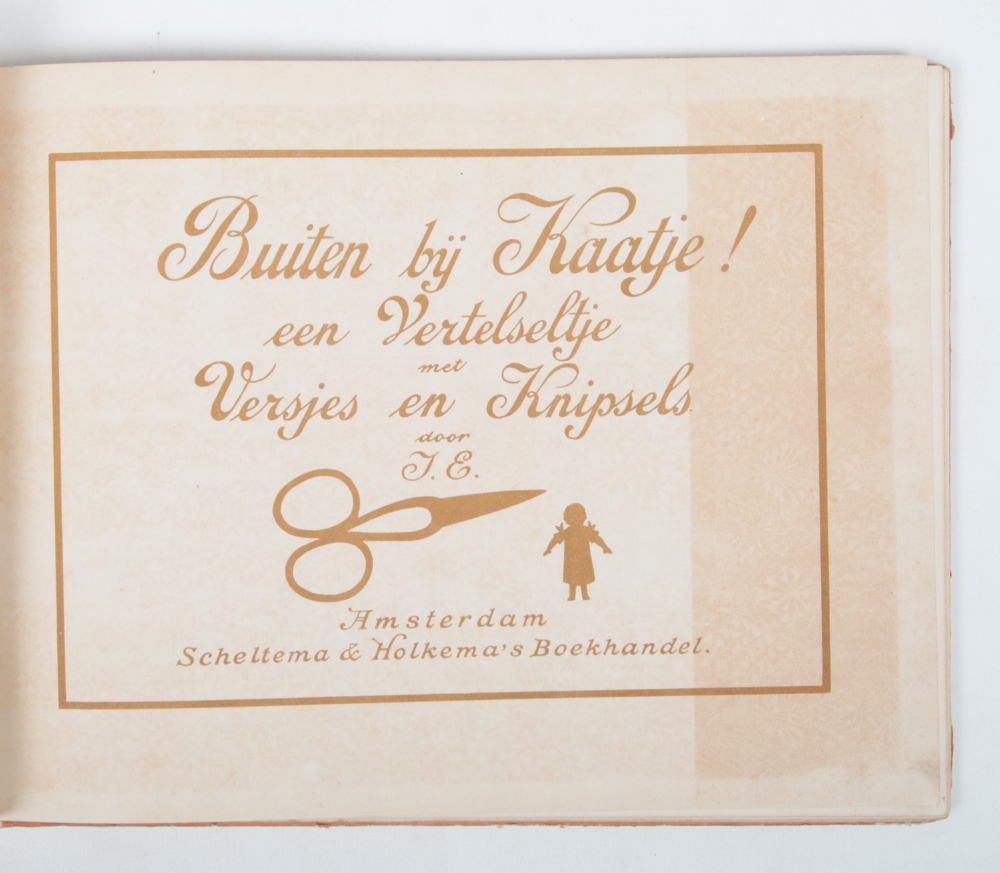 Buiten bij Kaatje!
een Vertelseltje
met
Versjes en Knipsels
door
J. E.
Amsterdam
Scheltema & Holkema's Boekhandel.